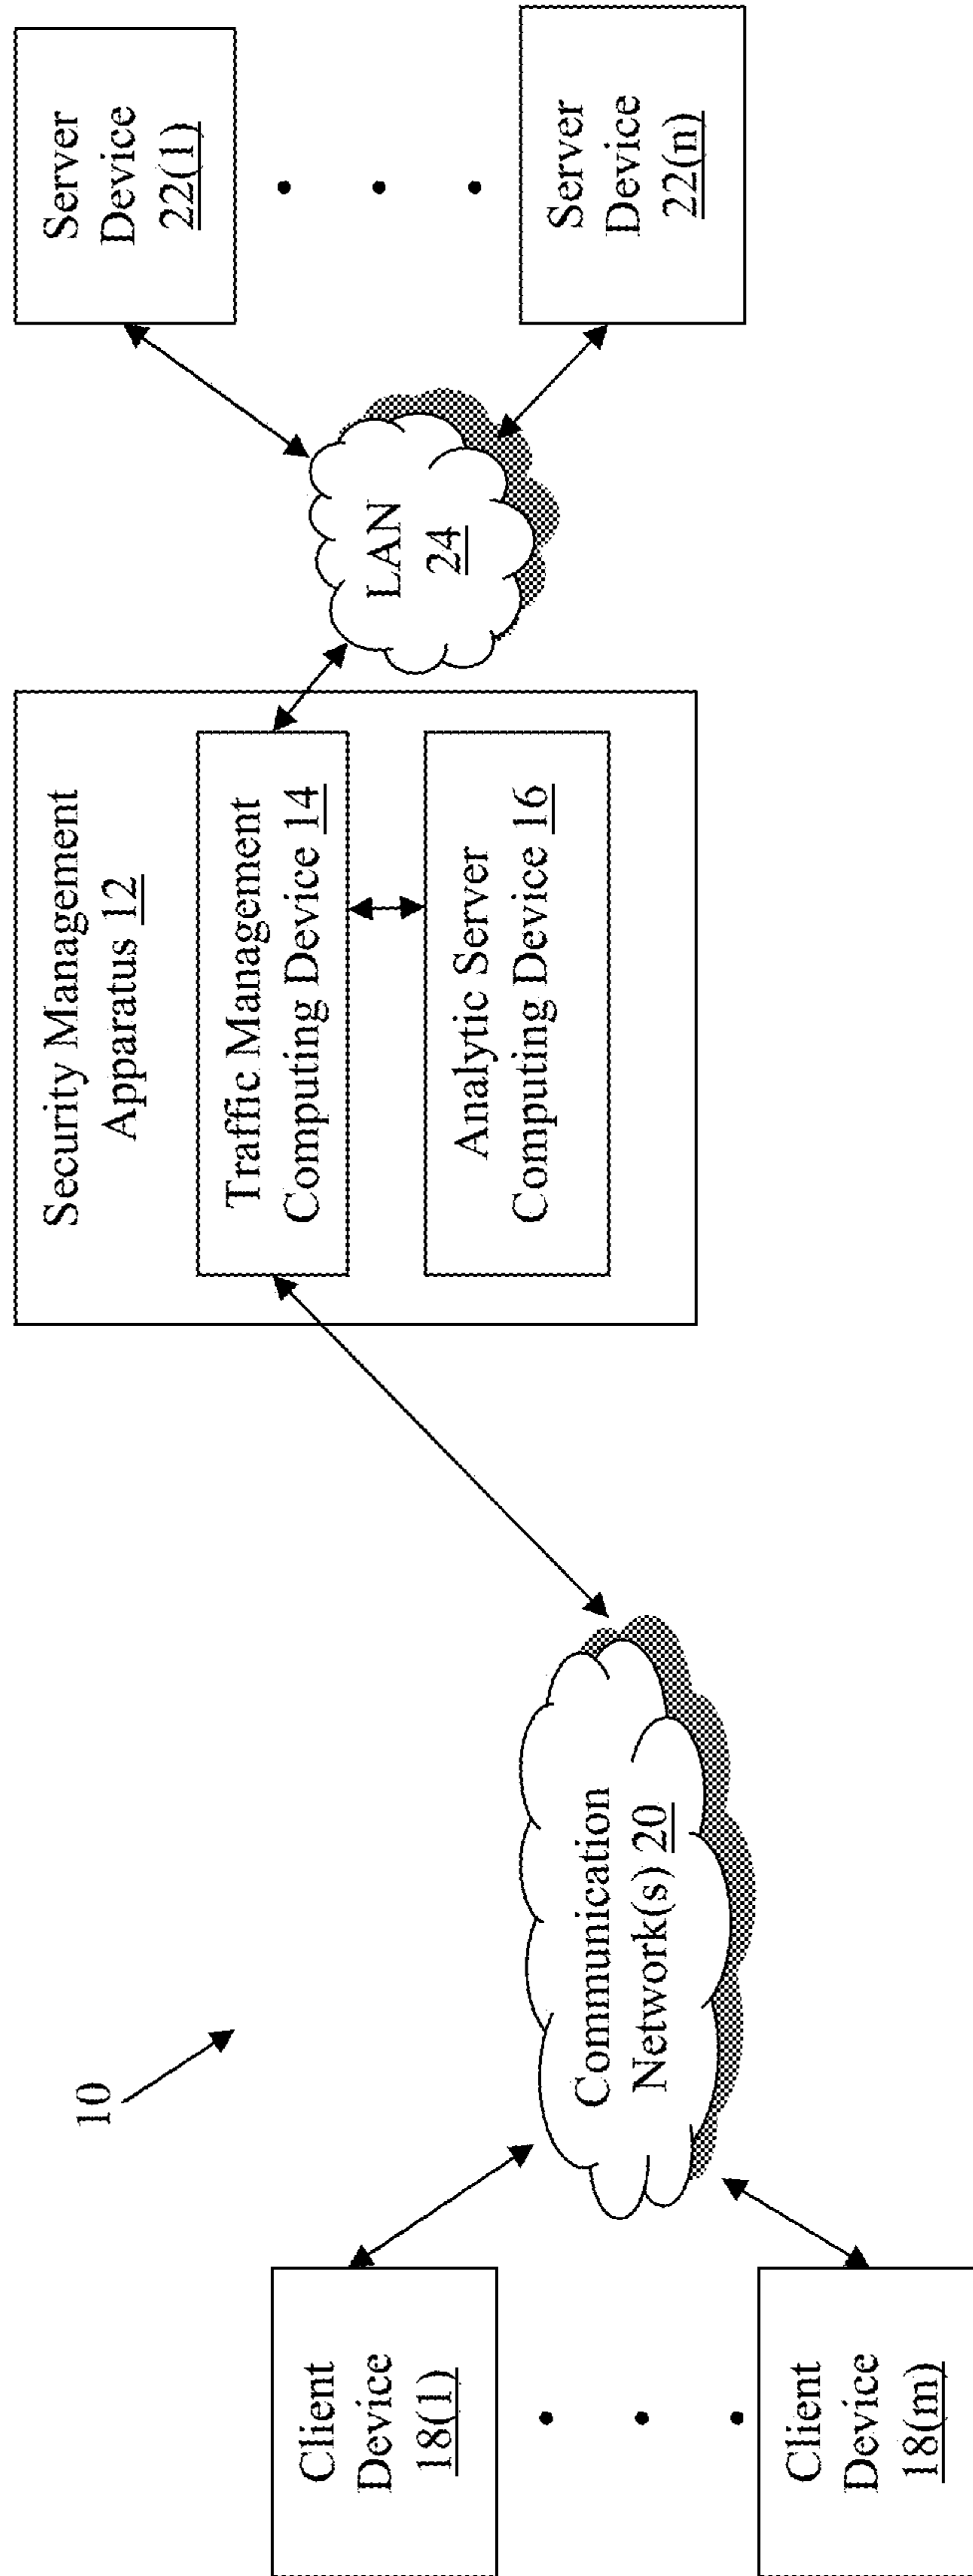 10
Client
Device
18(1)
Client
Device
18(m)
Communication
Network(s) 20
Security Management
Apparatus 12
Traffic Management
Computing Device 14
Analytic Server
Computing Device 16
LAN
24
Server
Device
22(1)
Server
Device
22(n)